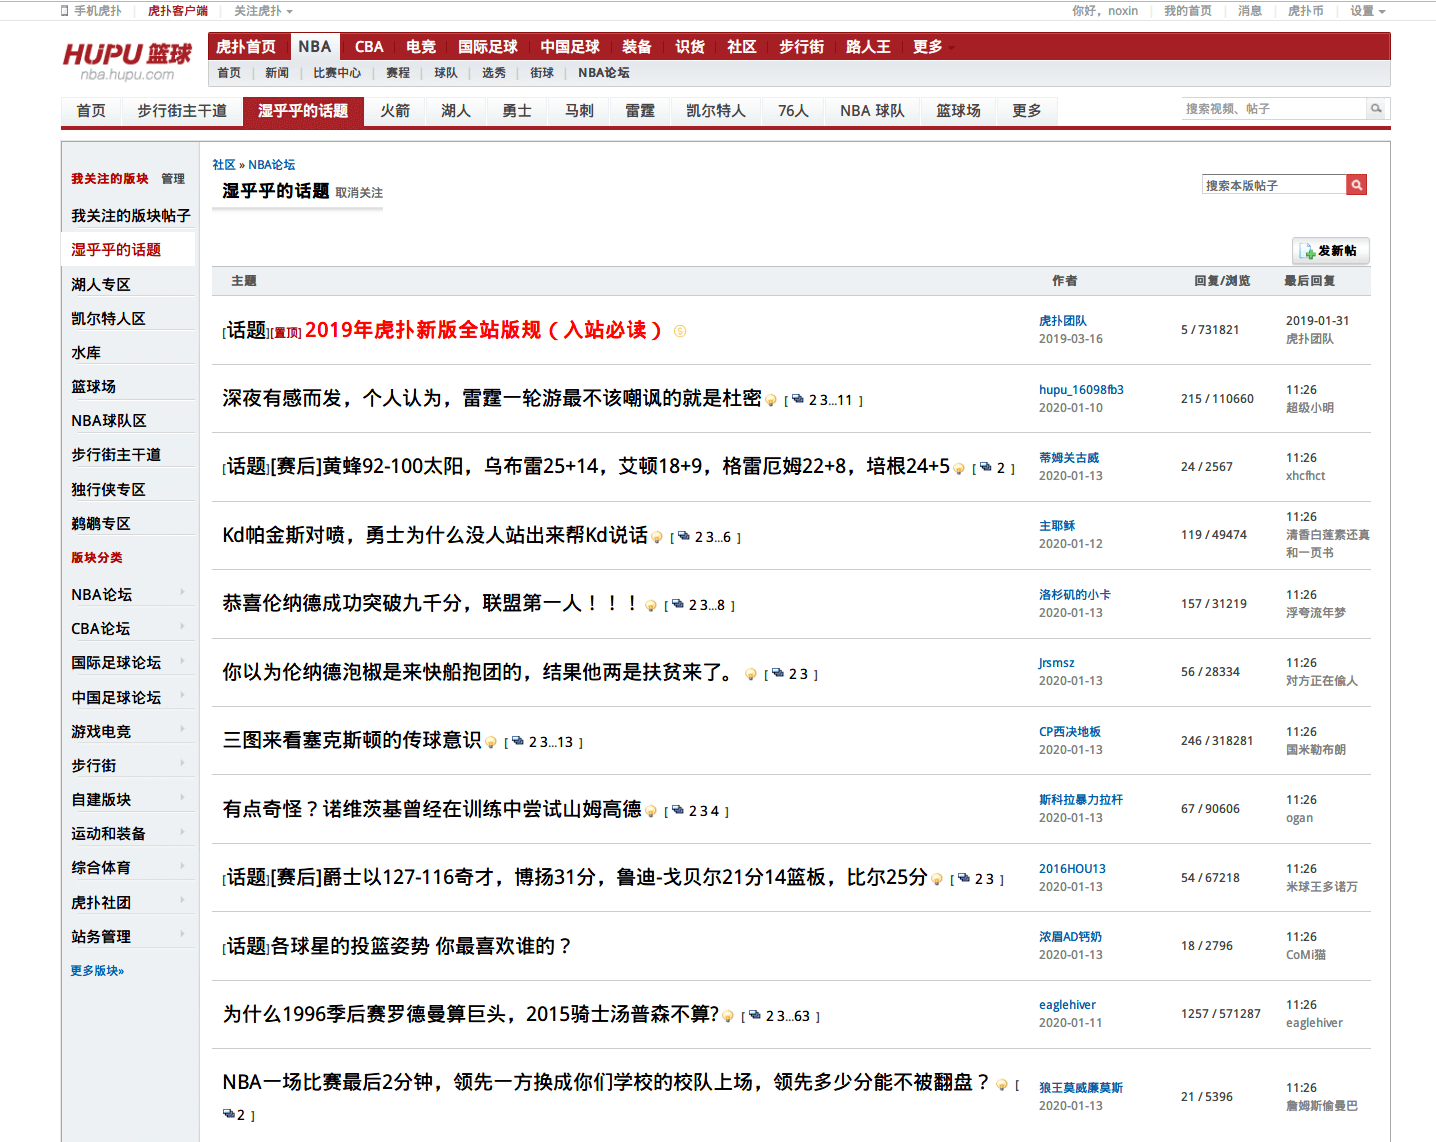 手机虎扑 虎扑客户端 关注虎扑 你好，noxin 我的首页 消息 虎扑币 设置
HUPU 篮球 nba.hupu.com
虎扑首页 NBA CBA 电竞 国际足球 中国足球 装备 识货 社区 步行街 路人王 更多
首页 新闻 比赛中心 赛程 球队 选秀 街球 NBA论坛
首页 步行街主干道 湿乎乎的话题 火箭 湖人 勇士 马刺 雷霆 凯尔特人 76人 NBA 球队 篮球场 更多 搜索视频、帖子
我关注的版块 管理
我关注的版块帖子
湿乎乎的话题
湖人专区
凯尔特人区
水库
篮球场
NBA球队区
步行街主干道
独行侠专区
鹈鹕专区
版块分类
NBA论坛
CBA论坛
国际足球论坛
中国足球论坛
游戏电竞
步行街
自建版块
运动和装备
综合体育
虎扑社团
站务管理
更多版块»
社区 » NBA论坛
湿乎乎的话题 取消关注
搜索本版帖子
发新帖
主题 作者 回复/浏览 最后回复
[话题][置顶] 2019年虎扑新版全站版规（入站必读）
虎扑团队
2019-03-16
5 / 731821
2019-01-31
虎扑团队
深夜有感而发，个人认为，雷霆一轮游最不该嘲讽的就是杜密 [ 2 3...11 ]
hupu_16098fb3
2020-01-10
215 / 110660
11:26
超级小明
[话题][赛后]黄蜂92-100太阳，乌布雷25+14，艾顿18+9，格雷厄姆22+8，培根24+5 [ 2 ]
蒂姆关古威
2020-01-13
24 / 2567
11:26
xhcfhct
Kd帕金斯对喷，勇士为什么没人站出来帮Kd说话 [ 2 3...6 ]
主耶稣
2020-01-12
119 / 49474
11:26
清香白莲素还真
和一页书
恭喜伦纳德成功突破九千分，联盟第一人！！！ [ 2 3...8 ]
洛杉矶的小卡
2020-01-13
157 / 31219
11:26
浮夸流年梦
你以为伦纳德泡椒是来快船抱团的，结果他两是扶贫来了。 [ 2 3 ]
Jrsmsz
2020-01-13
56 / 28334
11:26
对方正在偷人
三图来看塞克斯顿的传球意识 [ 2 3...13 ]
CP西决地板
2020-01-13
246 / 318281
11:26
国米勒布朗
有点奇怪？诺维茨基曾经在训练中尝试山姆高德 [ 2 3 4 ]
斯科拉暴力拉杆
2020-01-13
67 / 90606
11:26
ogan
[话题][赛后]爵士以127-116奇才，博扬31分，鲁迪-戈贝尔21分14篮板，比尔25分 [ 2 3 ]
2016HOU13
2020-01-13
54 / 67218
11:26
米球王多诺万
[话题]各球星的投篮姿势 你最喜欢谁的？
浓眉AD钙奶
2020-01-13
18 / 2796
11:26
CoMi猫
为什么1996季后赛罗德曼算巨头，2015骑士汤普森不算? [ 2 3...63 ]
eaglehiver
2020-01-11
1257 / 571287
11:26
eaglehiver
NBA一场比赛最后2分钟，领先一方换成你们学校的校队上场，领先多少分能不被翻盘？ [
2 ]
狼王莫威廉莫斯
2020-01-13
21 / 5396
11:26
詹姆斯偷曼巴